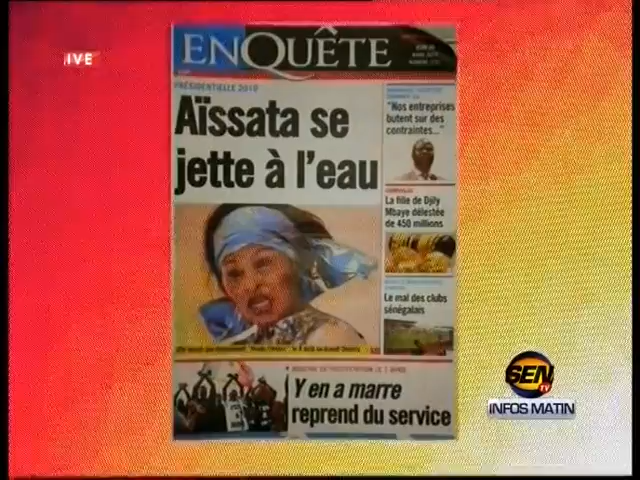 IVE
ENQUÊTE
PRÉSIDENTIELLE 2019
Aïssata se
jette à l'eau
"Nos entreprises
butent sur des
contraintes..."
La fille de Djily
Mbaye délestée
de 450 millions
Le mal des clubs
sénégalais
Y en a marre
reprend du service
SEN
TV
INFOS MATIN